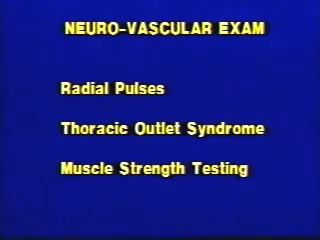 NEURO-VASCULAR EXAM
Radial Pulses
Thoracic Outlet Syndrome
Muscle Strength Testing